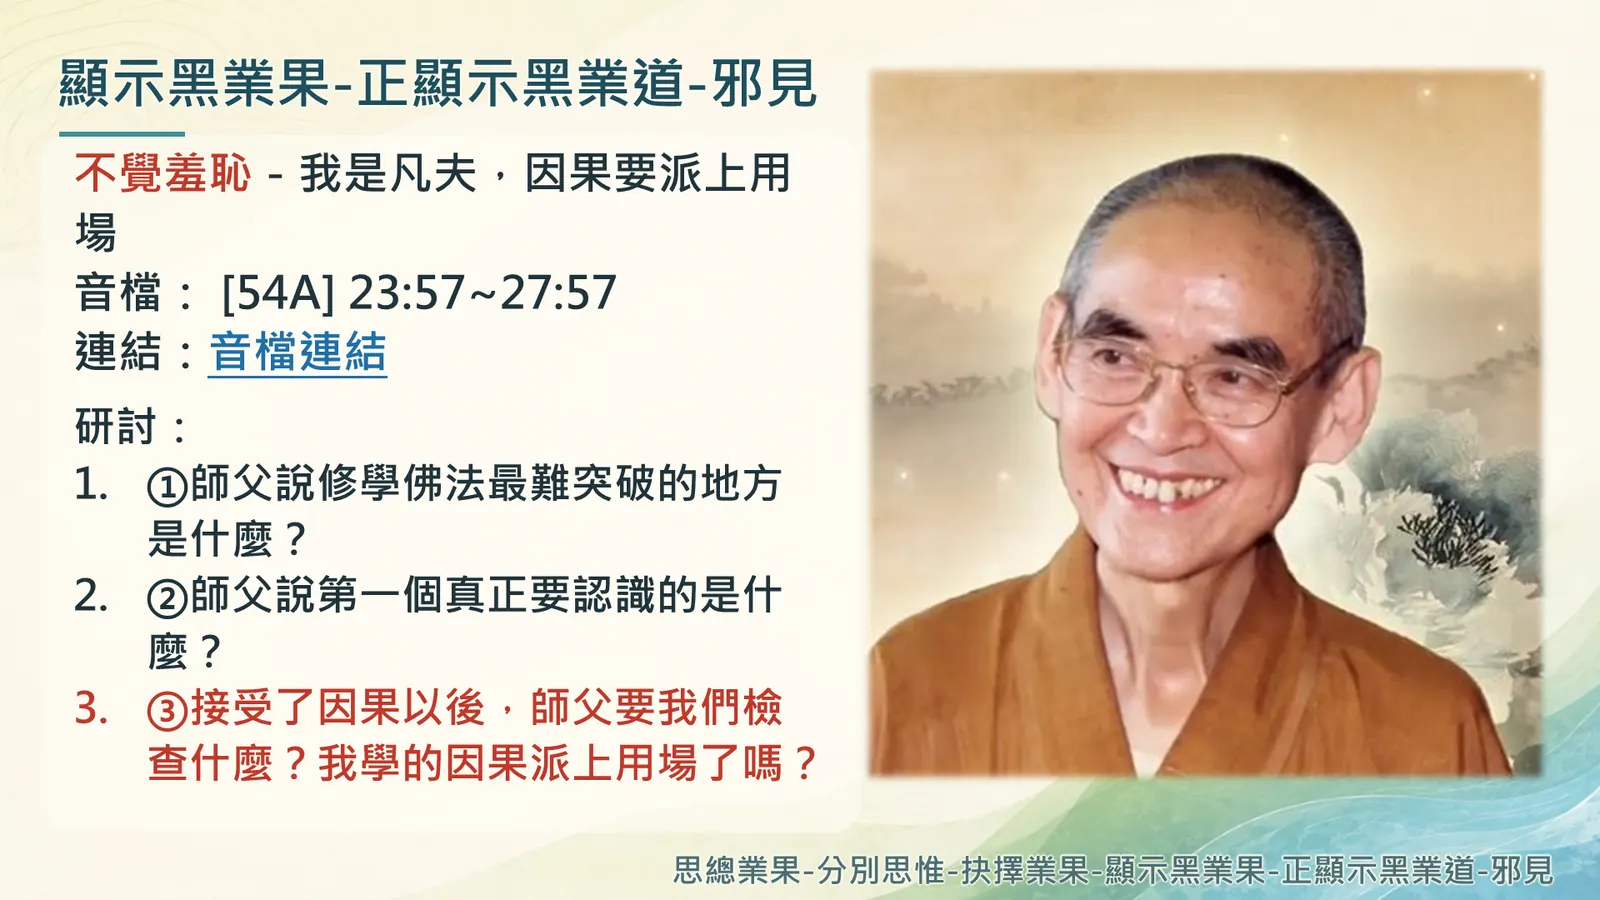 顯示黑業果-正顯示黑業道-邪見
不覺羞恥 - 我是凡夫，因果要派上用
場
音檔： [54A] 23:57~27:57
連結：音檔連結
研討：
1. ①師父說修學佛法最難突破的地方
是什麼？
2. ②師父說第一個真正要認識的是什
麼？
3. ③接受了因果以後，師父要我們檢
查什麼？我學的因果派上用場了嗎？
思總業果-分別思惟-抉擇業果-顯示黑業果-正顯示黑業道-邪見